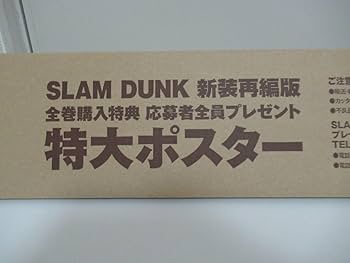 SLAM DUNK 新装再編版
全巻購入特典 応募者全員プレゼント
特大ポスター
ご注意
SLA
プレ
TEL